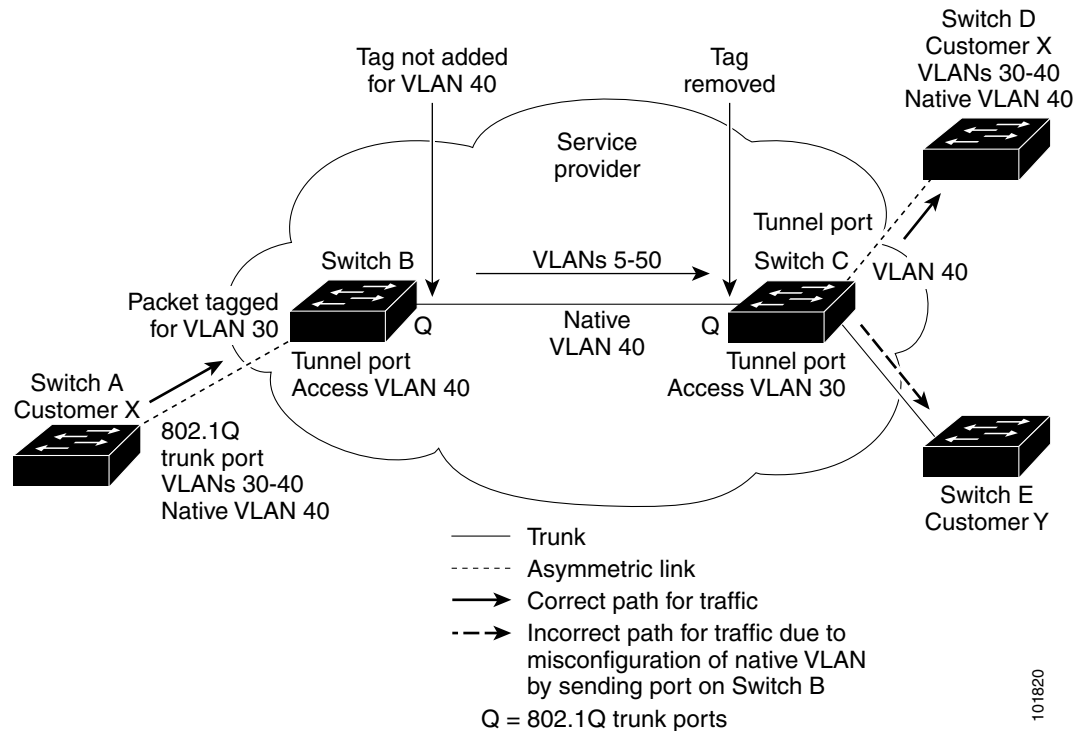 Tag not added
for VLAN 40
Tag
removed
Switch D
Customer X
VLANs 30-40
Native VLAN 40
Service
provider
Tunnel port
Switch B
VLANs 5-50
Switch C
VLAN 40
Packet tagged
for VLAN 30
Q
Native
VLAN 40
Q
Tunnel port
Access VLAN 40
Tunnel port
Access VLAN 30
Switch A
Customer X
802.1Q
trunk port
VLANs 30-40
Native VLAN 40
Switch E
Customer Y
Trunk
Asymmetric link
Correct path for traffic
Incorrect path for traffic due to
misconfiguration of native VLAN
by sending port on Switch B
Q = 802.1Q trunk ports
101820